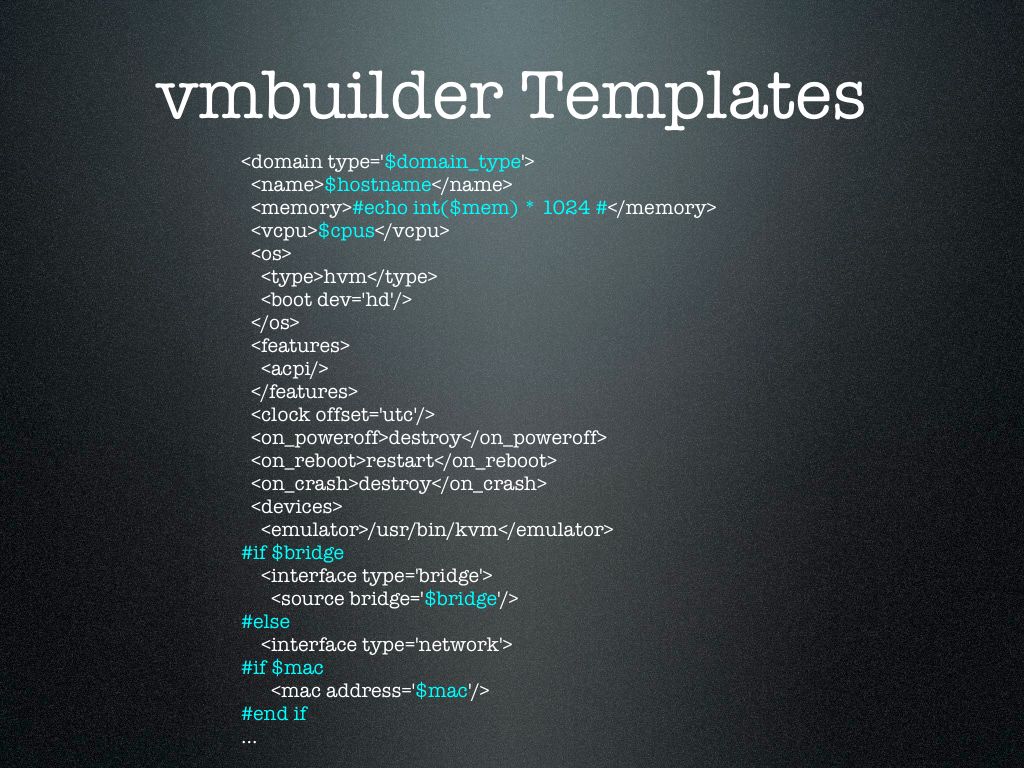 vmbuilder Templates
<domain type='$domain_type'>
<name>$hostname</name>
<memory>#echo int($mem) * 1024 #</memory>
<vcpu>$cpus</vcpu>
<os>
<type>hvm</type>
<boot dev='hd'/>
</os>
<features>
<acpi/>
</features>
<clock offset='utc'/>
<on_poweroff>destroy</on_poweroff>
<on_reboot>restart</on_reboot>
<on_crash>destroy</on_crash>
<devices>
<emulator>/usr/bin/kvm</emulator>
#if $bridge
<interface type='bridge'>
<source bridge='$bridge'/>
#else
<interface type='network'>
#if $mac
<mac address='$mac'/>
#end if
...